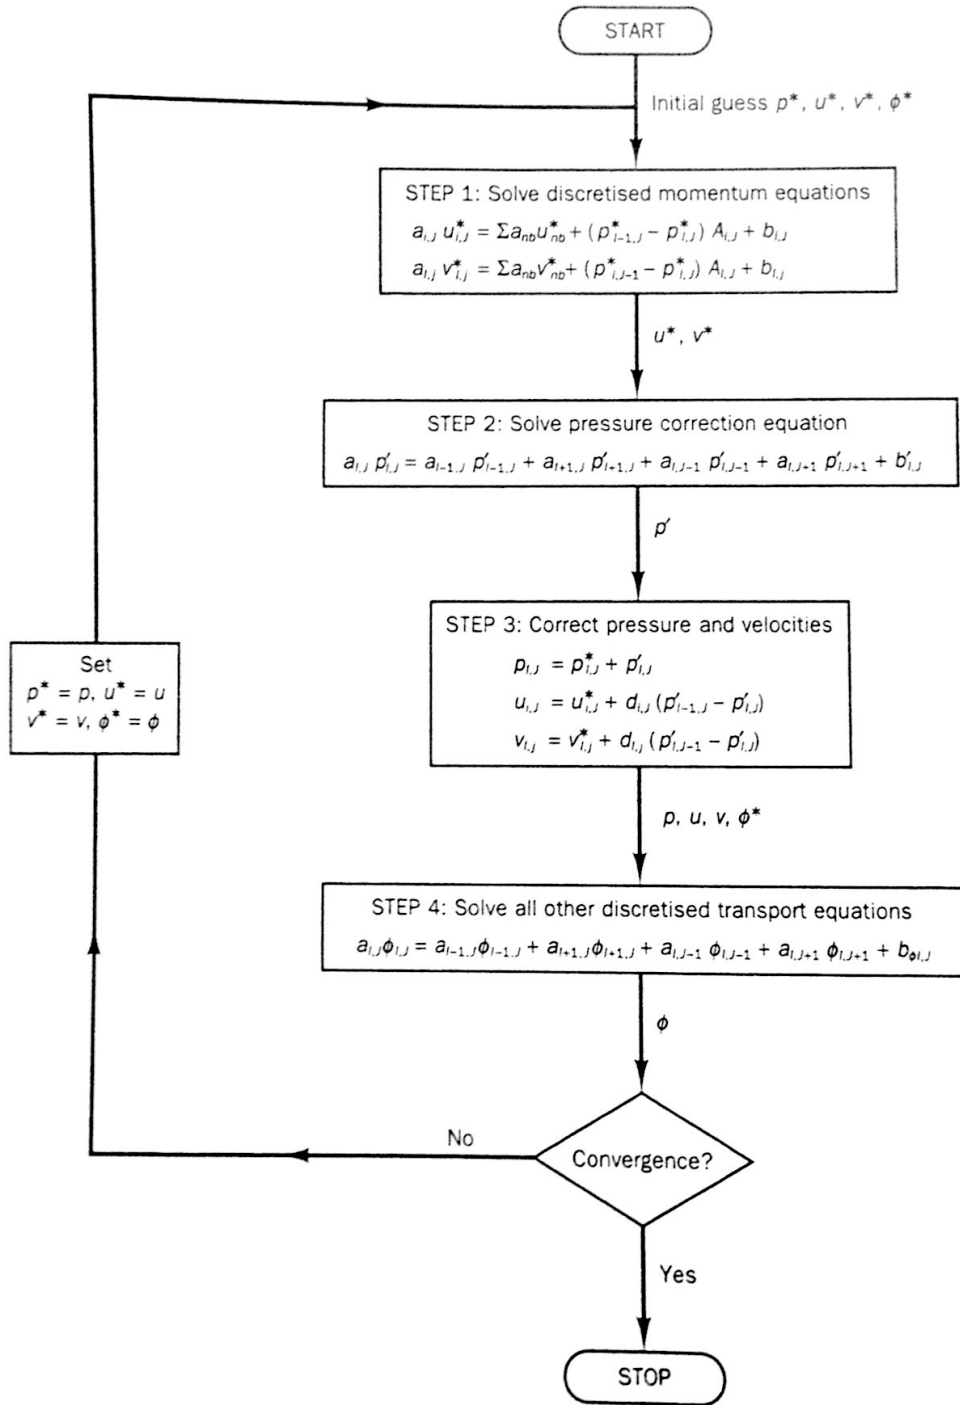 START
Initial guess p*, u*, v*, ϕ*
STEP 1: Solve discretised momentum equations
a_{i,J} u*_{i,J} = Σa_{nb}u*_{nb} + (p*_{I-1,J} – p*_{I,J}) A_{i,J} + b_{i,J}
a_{I,j} v*_{I,j} = Σa_{nb}v*_{nb} + (p*_{I,J-1} – p*_{I,J}) A_{I,j} + b_{I,j}
u*, v*
STEP 2: Solve pressure correction equation
a_{I,J} p′_{I,J} = a_{I-1,J} p′_{I-1,J} + a_{I+1,J} p′_{I+1,J} + a_{I,J-1} p′_{I,J-1} + a_{I,J+1} p′_{I,J+1} + b′_{I,J}
p′
STEP 3: Correct pressure and velocities
p_{I,J} = p*_{I,J} + p′_{I,J}
u_{i,J} = u*_{i,J} + d_{i,J} (p′_{I-1,J} – p′_{I,J})
v_{I,j} = v*_{I,j} + d_{I,j} (p′_{I,J-1} – p′_{I,J})
Set
p* = p, u* = u
v* = v, ϕ* = ϕ
p, u, v, ϕ*
STEP 4: Solve all other discretised transport equations
a_{I,J}ϕ_{I,J} = a_{I-1,J}ϕ_{I-1,J} + a_{I+1,J}ϕ_{I+1,J} + a_{I,J-1} ϕ_{I,J-1} + a_{I,J+1} ϕ_{I,J+1} + b_{ϕI,J}
ϕ
No
Convergence?
Yes
STOP